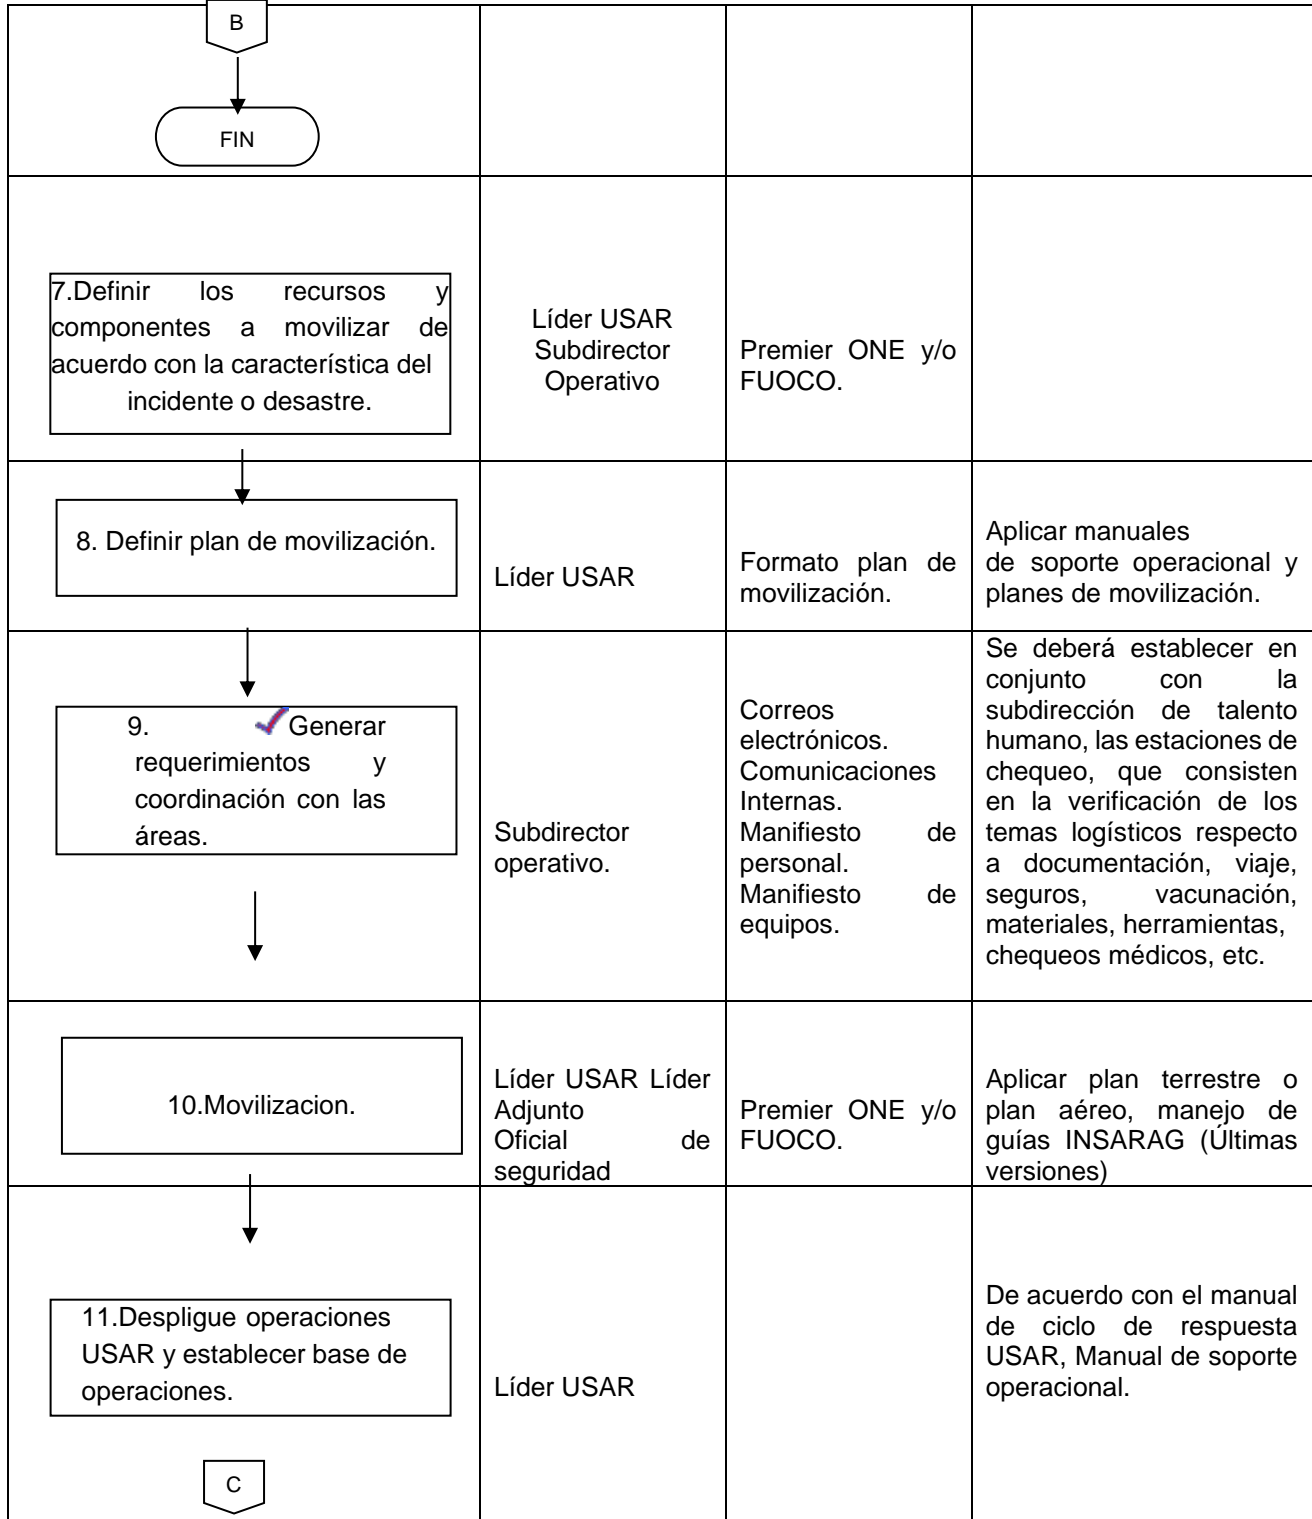 B
FIN
7.Definir los recursos y
componentes a movilizar de
acuerdo con la característica del
incidente o desastre.
Líder USAR
Subdirector
Operativo
Premier ONE y/o
FUOCO.
8. Definir plan de movilización.
Líder USAR
Formato plan de
movilización.
Aplicar manuales
de soporte operacional y
planes de movilización.
9. Generar
requerimientos y
coordinación con las
áreas.
Subdirector
operativo.
Correos
electrónicos.
Comunicaciones
Internas.
Manifiesto de
personal.
Manifiesto de
equipos.
Se deberá establecer en
conjunto con la
subdirección de talento
humano, las estaciones de
chequeo, que consisten
en la verificación de los
temas logísticos respecto
a documentación, viaje,
seguros, vacunación,
materiales, herramientas,
chequeos médicos, etc.
10.Movilizacion.
Líder USAR Líder
Adjunto
Oficial de
seguridad
Premier ONE y/o
FUOCO.
Aplicar plan terrestre o
plan aéreo, manejo de
guías INSARAG (Últimas
versiones)
11.Despligue operaciones
USAR y establecer base de
operaciones.
Líder USAR
De acuerdo con el manual
de ciclo de respuesta
USAR, Manual de soporte
operacional.
C